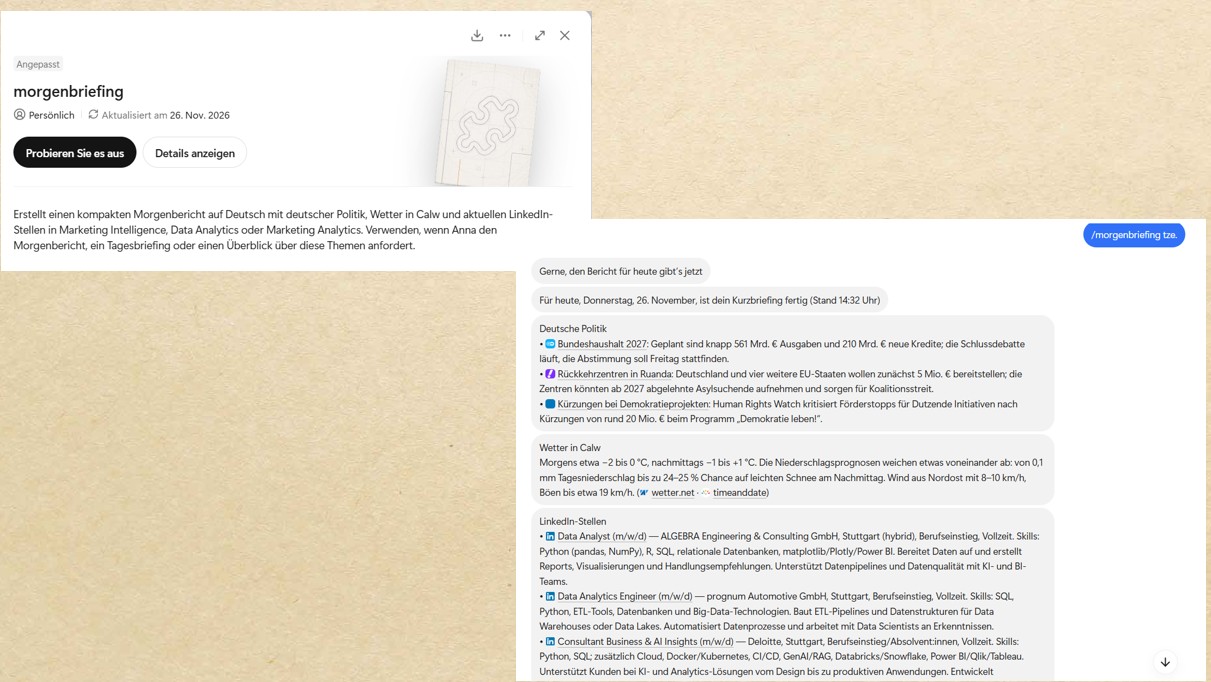 Angepasst
morgenbriefing
Persönlich
Aktualisiert am 26. Nov. 2026
Probieren Sie es aus
Details anzeigen
Erstellt einen kompakten Morgenbericht auf Deutsch mit deutscher Politik, Wetter in Calw und aktuellen LinkedIn-
Stellen in Marketing Intelligence, Data Analytics oder Marketing Analytics. Verwenden, wenn Anna den
Morgenbericht, ein Tagesbriefing oder einen Überblick über diese Themen anfordert.
/morgenbriefing tze.
Gerne, den Bericht für heute gibt's jetzt
Für heute, Donnerstag, 26. November, ist dein Kurzbriefing fertig (Stand 14:32 Uhr)
Deutsche Politik
• Bundeshaushalt 2027: Geplant sind knapp 561 Mrd. € Ausgaben und 210 Mrd. € neue Kredite; die Schlussdebatte
läuft, die Abstimmung soll Freitag stattfinden.
• Rückkehrzentren in Ruanda: Deutschland und vier weitere EU-Staaten wollen zunächst 5 Mio. € bereitstellen; die
Zentren könnten ab 2027 abgelehnte Asylsuchende aufnehmen und sorgen für Koalitionsstreit.
• Kürzungen bei Demokratieprojekten: Human Rights Watch kritisiert Förderstopps für Dutzende Initiativen nach
Kürzungen von rund 20 Mio. € beim Programm „Demokratie leben!“.
Wetter in Calw
Morgens etwa −2 bis 0 °C, nachmittags −1 bis +1 °C. Die Niederschlagsprognosen weichen etwas voneinander ab: von 0,1
mm Tagesniederschlag bis zu 24–25 % Chance auf leichten Schnee am Nachmittag. Wind aus Nordost mit 8–10 km/h,
Böen bis etwa 19 km/h. (wetter.net · timeanddate)
LinkedIn-Stellen
• Data Analyst (m/w/d) — ALGEBRA Engineering & Consulting GmbH, Stuttgart (hybrid), Berufseinstieg, Vollzeit. Skills:
Python (pandas, NumPy), R, SQL, relationale Datenbanken, matplotlib/Plotly/Power BI. Bereitet Daten auf und erstellt
Reports, Visualisierungen und Handlungsempfehlungen. Unterstützt Datenpipelines und Datenqualität mit KI- und BI-
Teams.
• Data Analytics Engineer (m/w/d) — prognum Automotive GmbH, Stuttgart, Berufseinstieg, Vollzeit. Skills: SQL,
Python, ETL-Tools, Datenbanken und Big-Data-Technologien. Baut ETL-Pipelines und Datenstrukturen für Data
Warehouses oder Data Lakes. Automatisiert Datenprozesse und arbeitet mit Data Scientists an Erkenntnissen.
• Consultant Business & AI Insights (m/w/d) — Deloitte, Stuttgart, Berufseinstieg/Absolvent:innen, Vollzeit. Skills:
Python, SQL; zusätzlich Cloud, Docker/Kubernetes, CI/CD, GenAI/RAG, Databricks/Snowflake, Power BI/Qlik/Tableau.
Unterstützt Kunden bei KI- und Analytics-Lösungen vom Design bis zu produktiven Anwendungen. Entwickelt